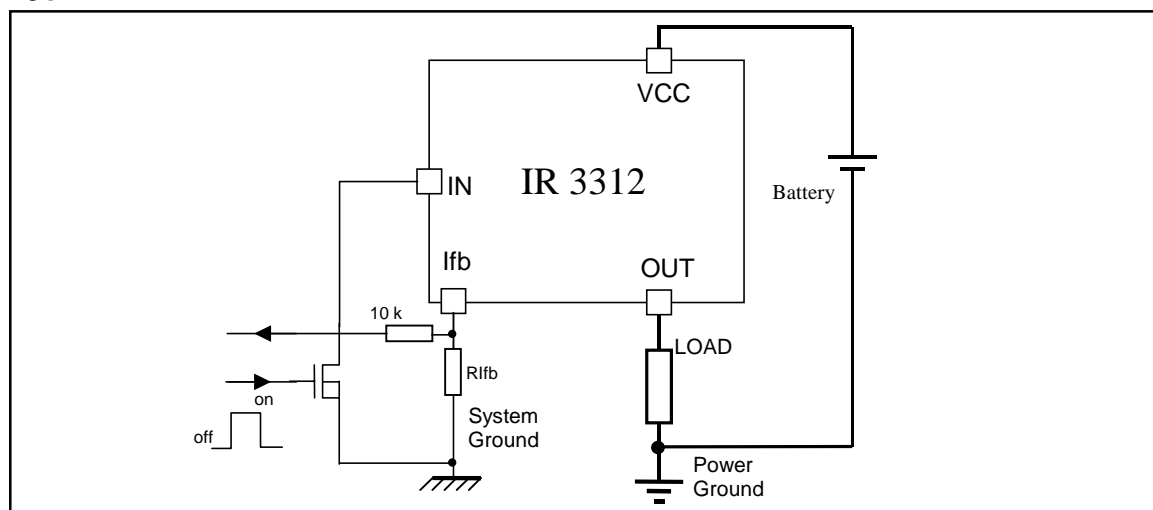 VCC
IN
IR 3312
Battery
Ifb
OUT
10 k
LOAD
RIfb
on
off
System
Ground
Power
Ground